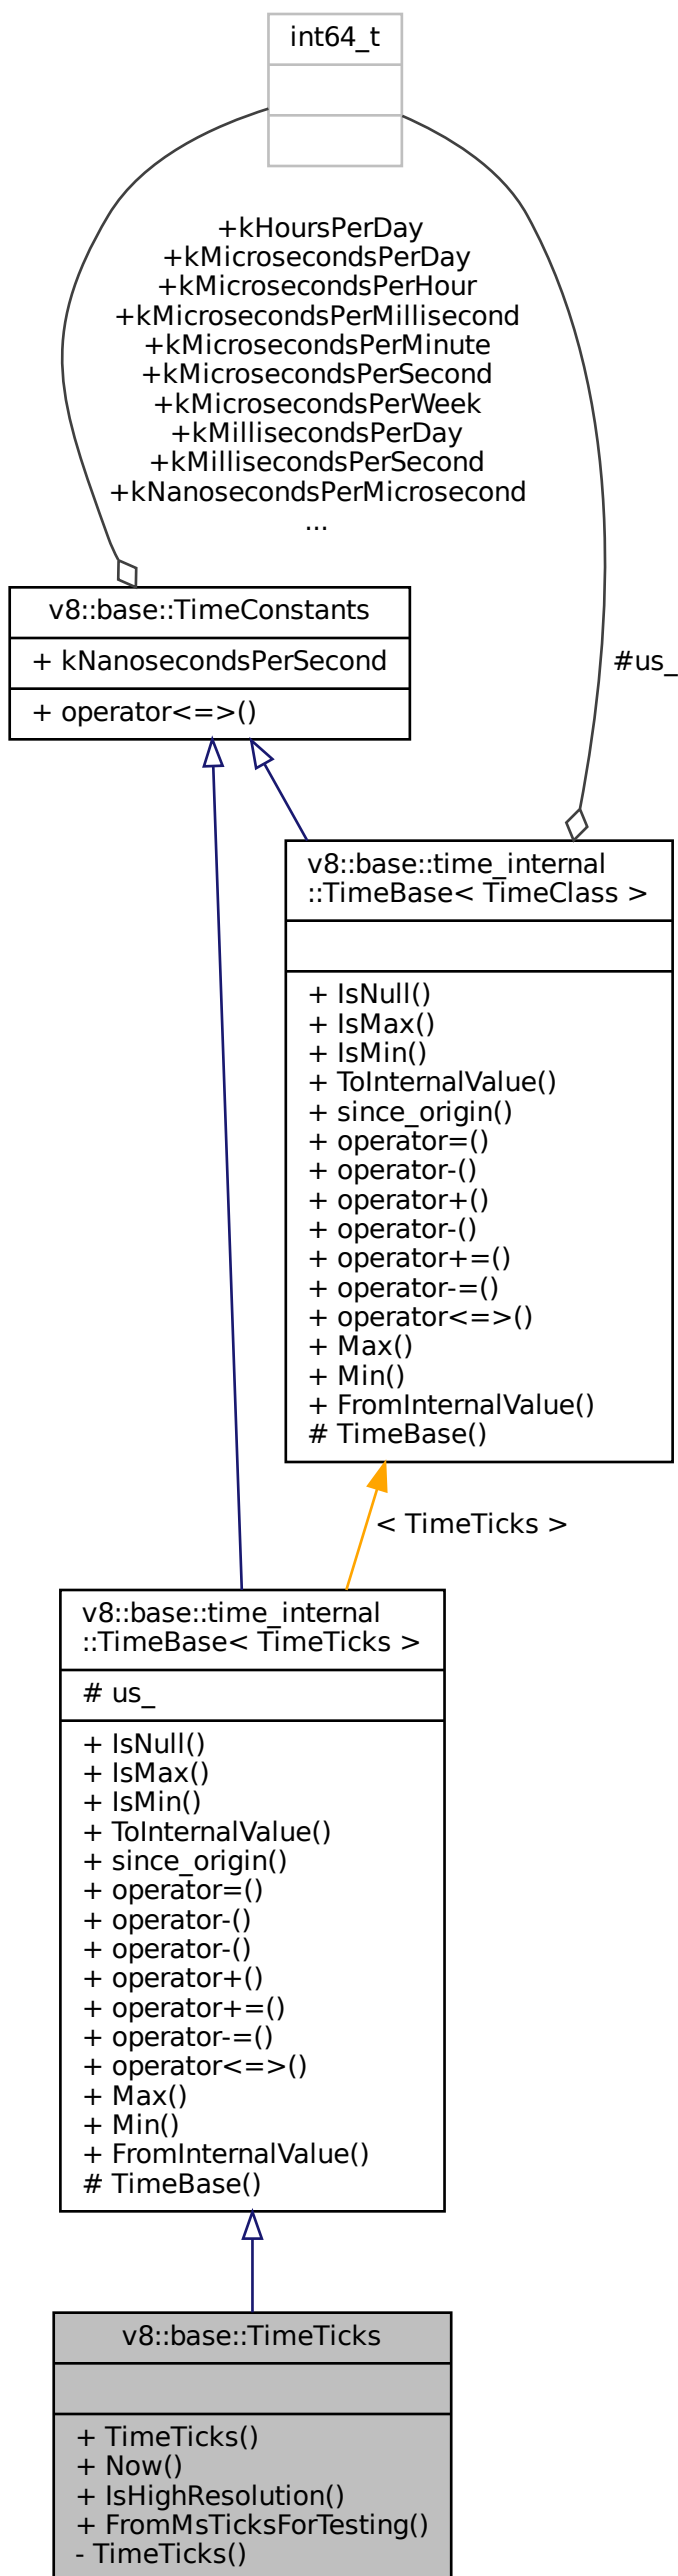 int64_t
+kHoursPerDay
+kMicrosecondsPerDay
+kMicrosecondsPerHour
+kMicrosecondsPerMillisecond
+kMicrosecondsPerMinute
+kMicrosecondsPerSecond
+kMicrosecondsPerWeek
+kMillisecondsPerDay
+kMillisecondsPerSecond
+kNanosecondsPerMicrosecond
...
v8::base::TimeConstants
+ kNanosecondsPerSecond
+ operator<=>()
#us_
v8::base::time_internal
::TimeBase< TimeClass >
+ IsNull()
+ IsMax()
+ IsMin()
+ ToInternalValue()
+ since_origin()
+ operator=()
+ operator-()
+ operator+()
+ operator-()
+ operator+=()
+ operator-=()
+ operator<=>()
+ Max()
+ Min()
+ FromInternalValue()
# TimeBase()
< TimeTicks >
v8::base::time_internal
::TimeBase< TimeTicks >
# us_
+ IsNull()
+ IsMax()
+ IsMin()
+ ToInternalValue()
+ since_origin()
+ operator=()
+ operator-()
+ operator-()
+ operator+()
+ operator+=()
+ operator-=()
+ operator<=>()
+ Max()
+ Min()
+ FromInternalValue()
# TimeBase()
v8::base::TimeTicks
+ TimeTicks()
+ Now()
+ IsHighResolution()
+ FromMsTicksForTesting()
- TimeTicks()